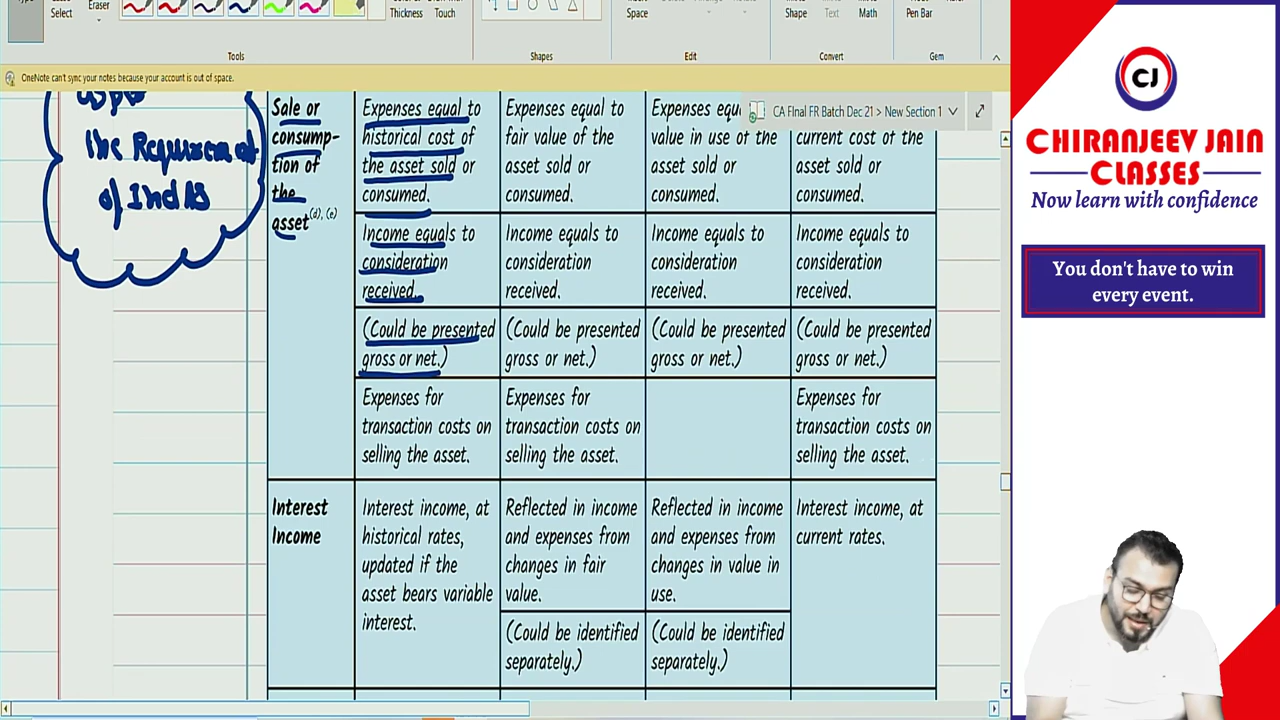 Select
Eraser
Thickness
Touch
Space
Shape
Text
Math
Pen Bar
Tools
Shapes
Edit
Convert
Gem
OneNote can't sync your notes because your account is out of space.
CA FInal FR Batch Dec 21 > New Section 1
the Requirement
of Ind AS
Sale or
consump-
tion of
the
asset(d), (e)
Expenses equal to
historical cost of
the asset sold or
consumed.
Expenses equal to
fair value of the
asset sold or
consumed.
Expenses equ
value in use of the
asset sold or
consumed.
current cost of the
asset sold or
consumed.
Income equals to
consideration
received.
Income equals to
consideration
received.
Income equals to
consideration
received.
Income equals to
consideration
received.
(Could be presented
gross or net.)
(Could be presented
gross or net.)
(Could be presented
gross or net.)
(Could be presented
gross or net.)
Expenses for
transaction costs on
selling the asset.
Expenses for
transaction costs on
selling the asset.
Expenses for
transaction costs on
selling the asset.
Interest
Income
Interest income, at
historical rates,
updated if the
asset bears variable
interest.
Reflected in income
and expenses from
changes in fair
value.
(Could be identified
separately.)
Reflected in income
and expenses from
changes in value in
use.
(Could be identified
separately.)
Interest income, at
current rates.
CJ
CHIRANJEEV JAIN
CLASSES
Now learn with confidence
You don't have to win
every event.